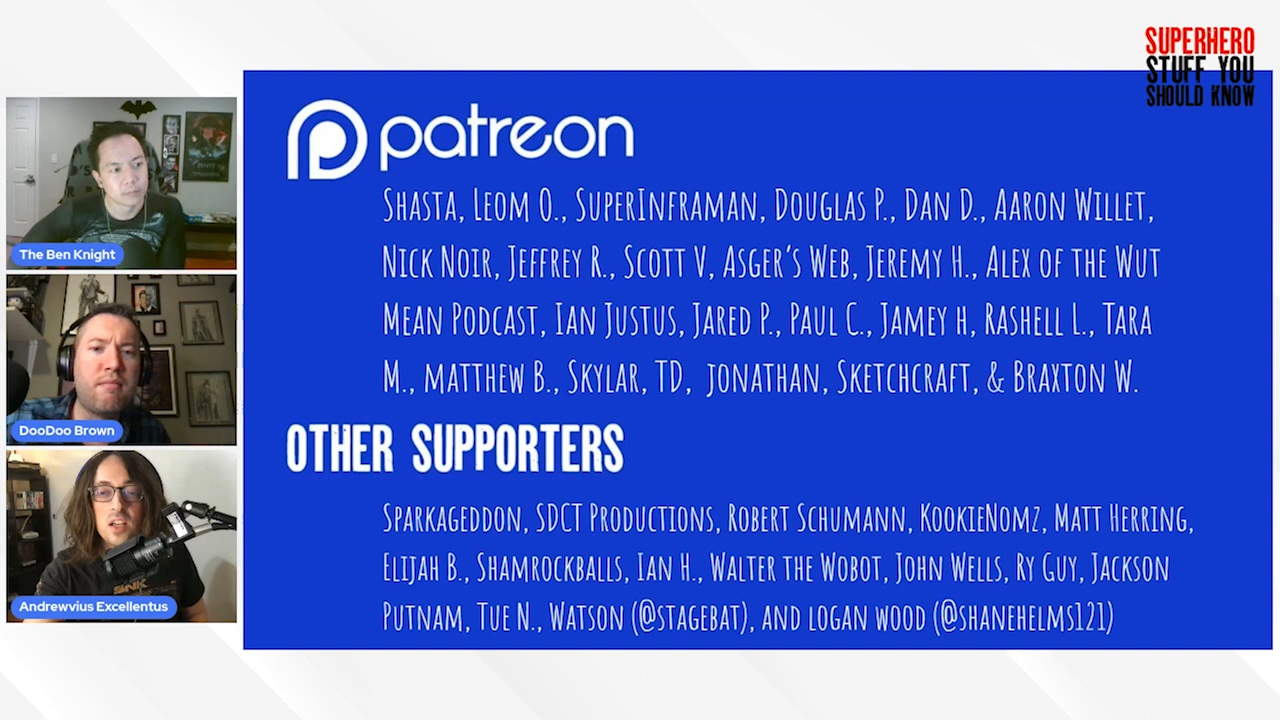 SUPERHERO
STUFF YOU
SHOULD KNOW
patreon
Shasta, Leom O., SuperInframan, Douglas P., Dan D., Aaron Willet,
Nick Noir, Jeffrey R., Scott V, Asger's Web, Jeremy H., Alex of the Wut
Mean Podcast, Ian Justus, Jared P., Paul C., Jamey H, Rashell L., Tara
M., matthew B., Skylar, TD, jonathan, Sketchcraft, & Braxton W.
OTHER SUPPORTERS
Sparkageddon, SDCT Productions, Robert Schumann, KookieNomz, Matt Herring,
Elijah B., Shamrockballs, Ian H., Walter the Wobot, John Wells, Ry Guy, Jackson
Putnam, Tue N., Watson (@stagebat), and logan wood (@shanehelms121)
The Ben Knight
DooDoo Brown
Andrewvius Excellentus